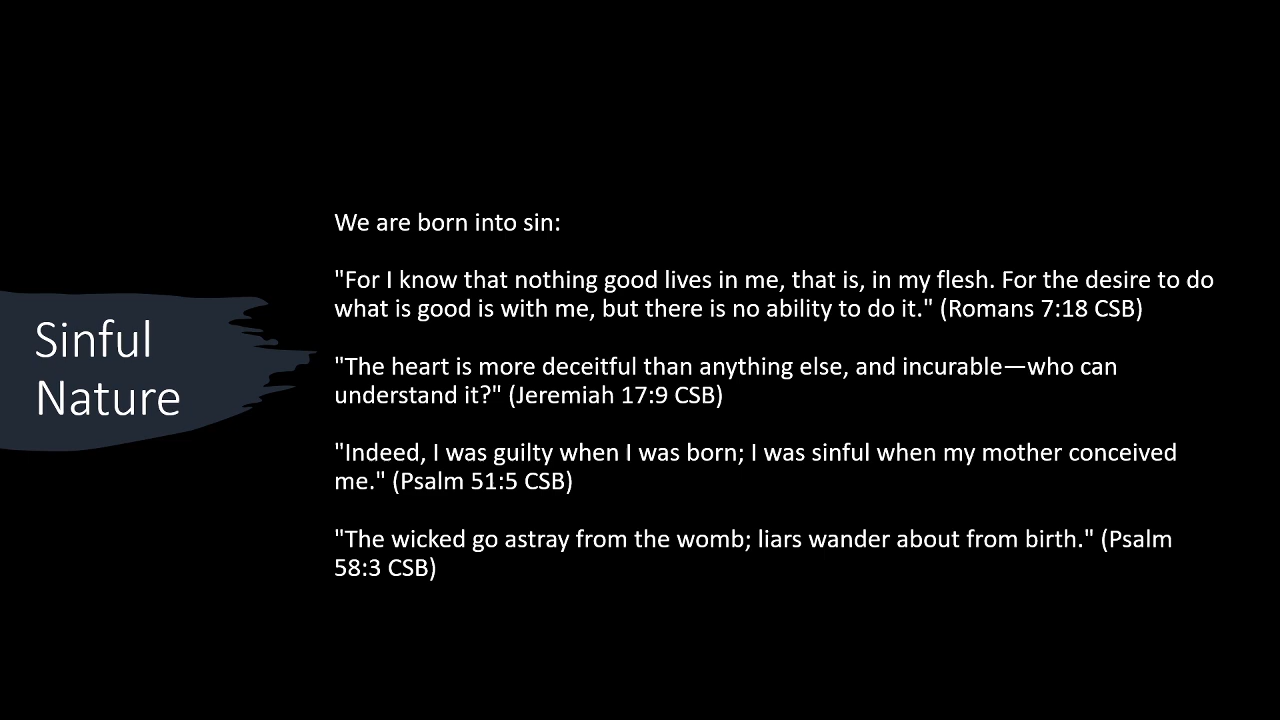 Sinful
Nature
We are born into sin:
"For I know that nothing good lives in me, that is, in my flesh. For the desire to do
what is good is with me, but there is no ability to do it." (Romans 7:18 CSB)
"The heart is more deceitful than anything else, and incurable—who can
understand it?" (Jeremiah 17:9 CSB)
"Indeed, I was guilty when I was born; I was sinful when my mother conceived
me." (Psalm 51:5 CSB)
"The wicked go astray from the womb; liars wander about from birth." (Psalm
58:3 CSB)